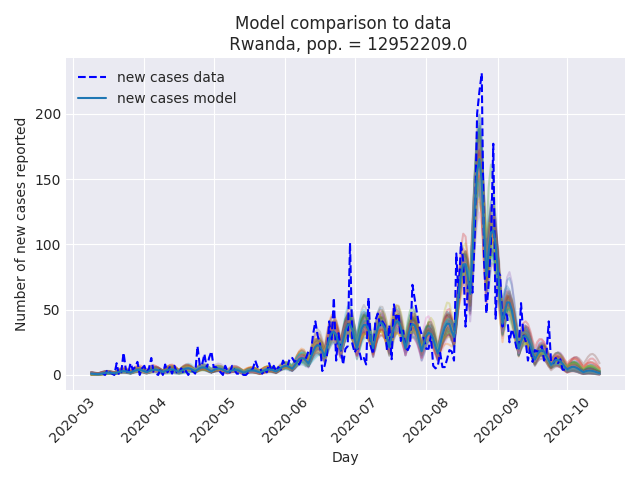 Model comparison to data
Rwanda, pop. = 12952209.0
new cases data
new cases model
Number of new cases reported
200
150
100
50
0
2020-03
2020-04
2020-05
2020-06
2020-07
2020-08
2020-09
2020-10
Day